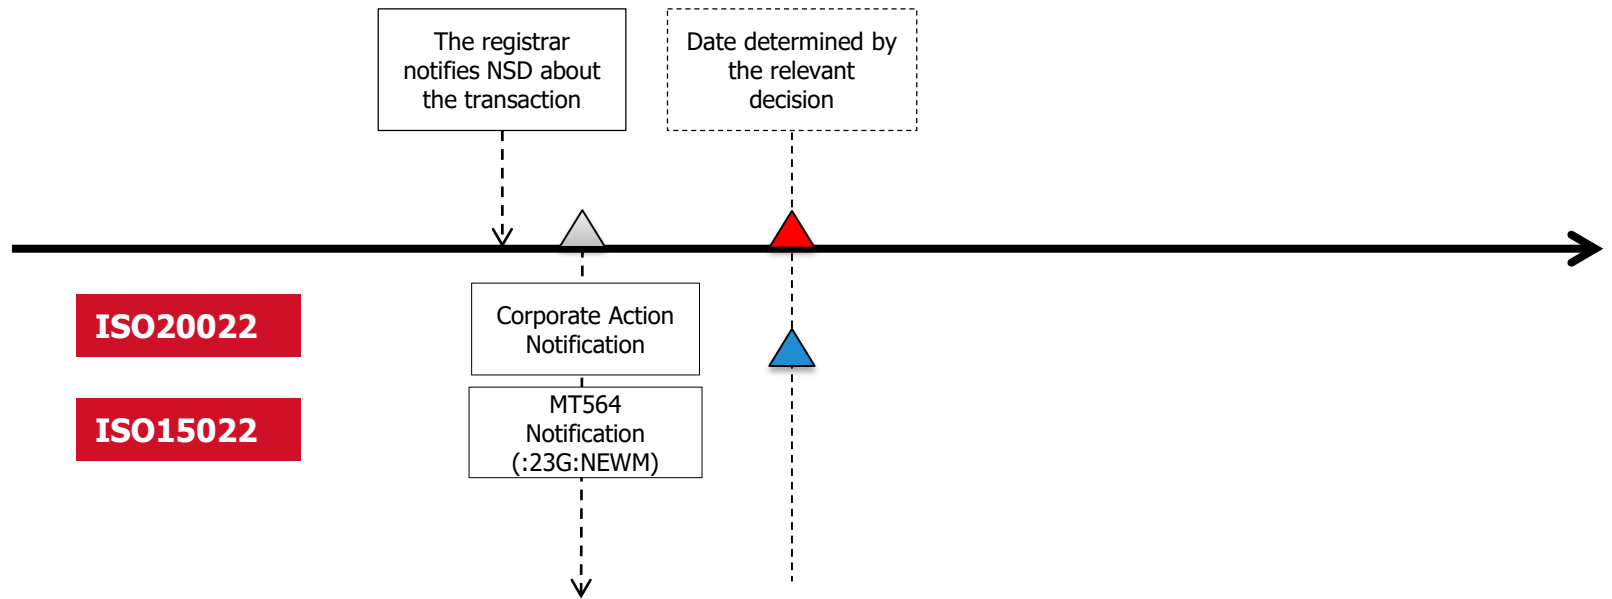 The registrar
notifies NSD about
the transaction
Date determined by
the relevant
decision
ISO20022
Corporate Action
Notification
ISO15022
MT564
Notification
(:23G:NEWM)